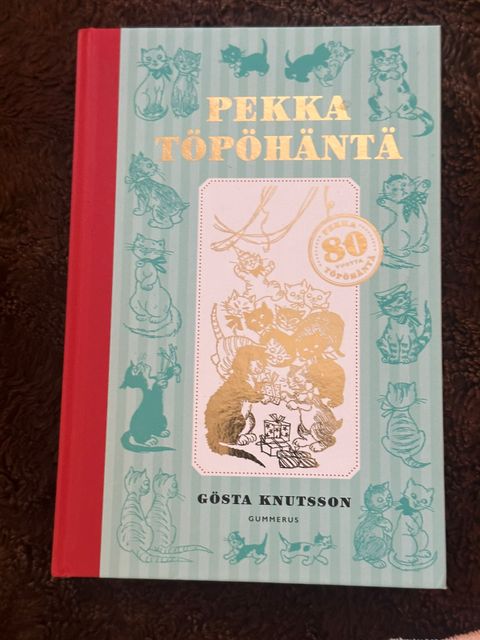 PEKKA
TÖPÖHÄNTÄ
PEKKA
80
VUOTTA
TÖPÖHÄNTÄ
GÖSTA KNUTSSON
GUMMERUS